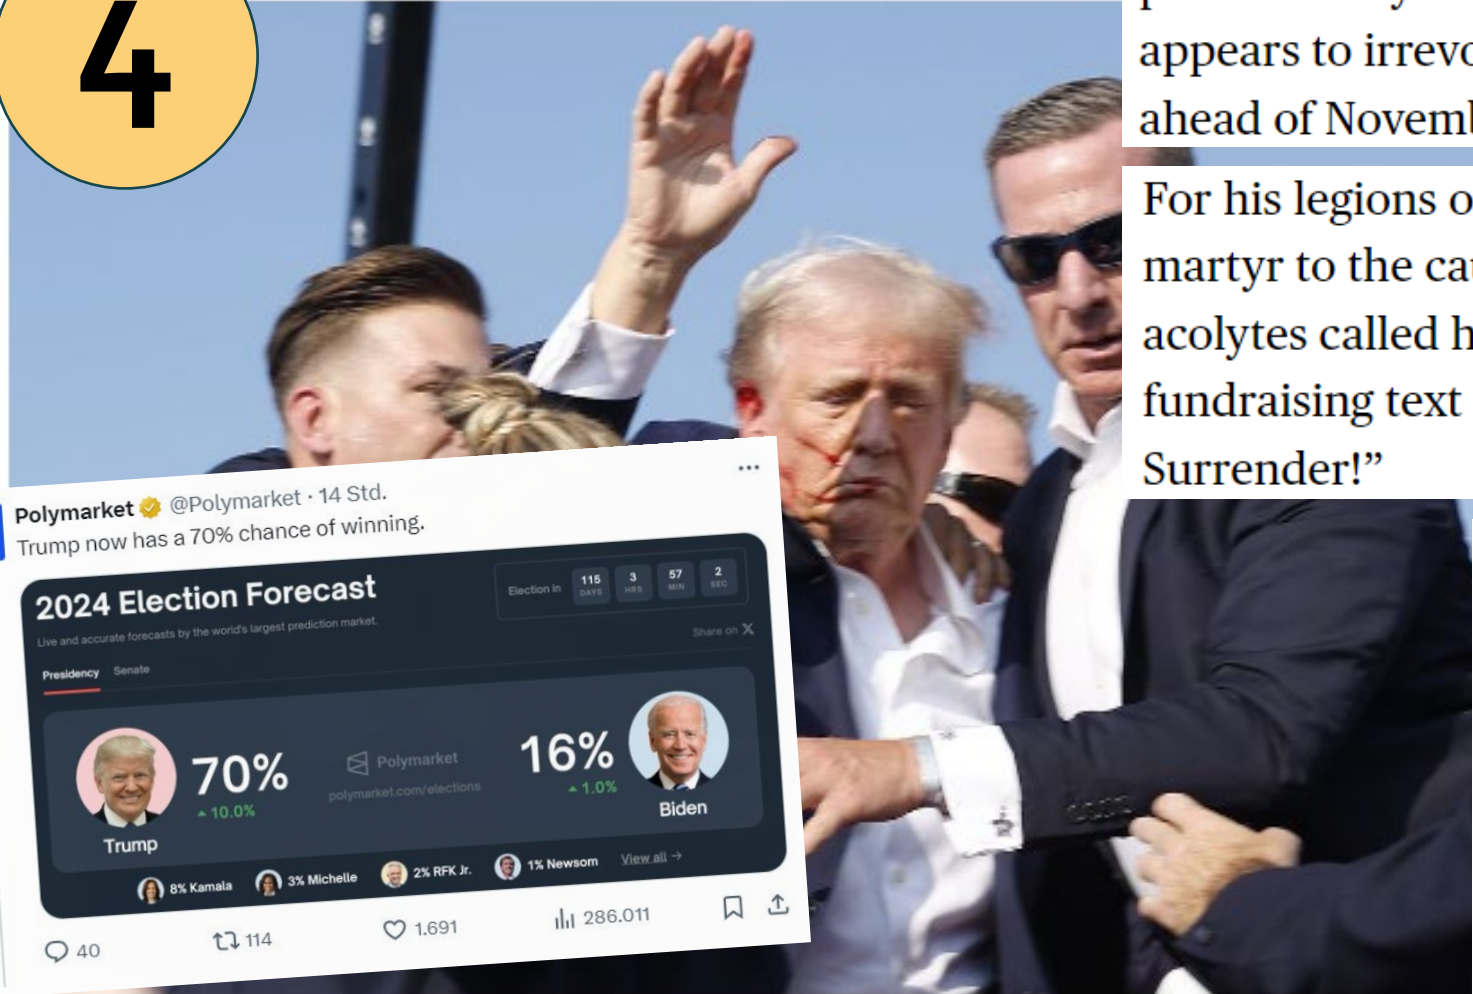 4
appears to
ahead of
For his legions
martyr to the
acolytes called
fundraising text
Surrender!”
Polymarket @Polymarket · 14 Std.
Trump now has a 70% chance of winning.
2024 Election Forecast
Live and accurate forecasts by the world's largest prediction market.
Election in 115 DAYS 3 HRS 57 MIN 2 SEC
Share on X
Presidency Senate
70%
10.0%
Trump
Polymarket
polymarket.com/elections
16%
1.0%
Biden
8% Kamala 3% Michelle 2% RFK Jr. 1% Newsom View all →
40 114 1.691 286.011